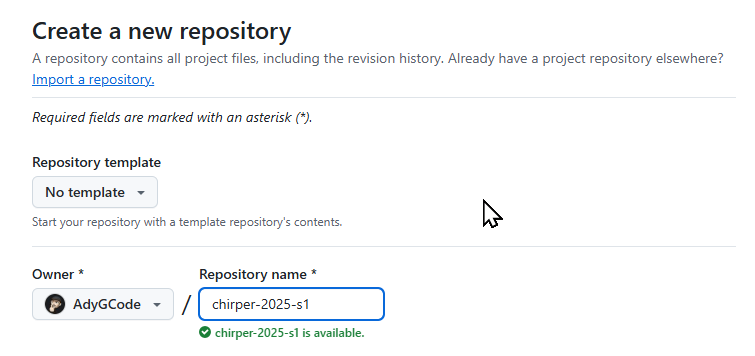 Create a new repository
A repository contains all project files, including the revision history. Already have a project repository elsewhere?
Import a repository.
Required fields are marked with an asterisk (*).
Repository template
No template
Start your repository with a template repository's contents.
Owner *
Repository name *
AdyGCode
/
chirper-2025-s1
chirper-2025-s1 is available.